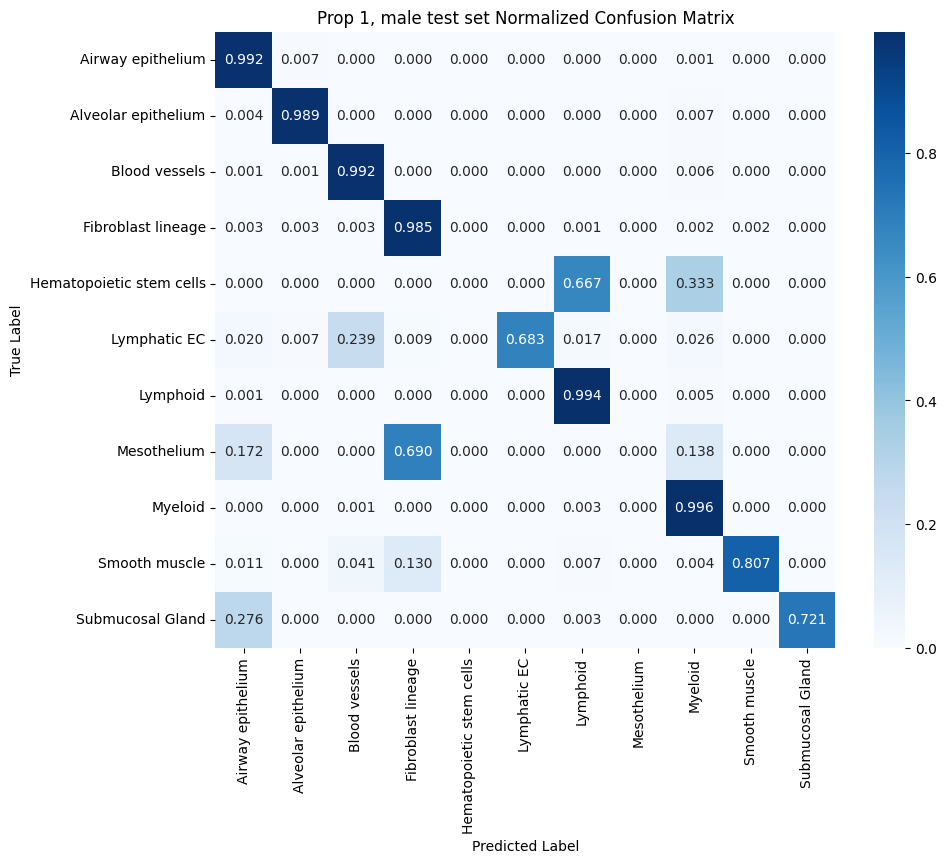 Prop 1, male test set Normalized Confusion Matrix
True Label
Airway epithelium 0.992 0.007 0.000 0.000 0.000 0.000 0.000 0.000 0.001 0.000 0.000
Alveolar epithelium 0.004 0.989 0.000 0.000 0.000 0.000 0.000 0.000 0.007 0.000 0.000
Blood vessels 0.001 0.001 0.992 0.000 0.000 0.000 0.000 0.000 0.006 0.000 0.000
Fibroblast lineage 0.003 0.003 0.003 0.985 0.000 0.000 0.001 0.000 0.002 0.002 0.000
Hematopoietic stem cells 0.000 0.000 0.000 0.000 0.000 0.000 0.667 0.000 0.333 0.000 0.000
Lymphatic EC 0.020 0.007 0.239 0.009 0.000 0.683 0.017 0.000 0.026 0.000 0.000
Lymphoid 0.001 0.000 0.000 0.000 0.000 0.000 0.994 0.000 0.005 0.000 0.000
Mesothelium 0.172 0.000 0.000 0.690 0.000 0.000 0.000 0.000 0.138 0.000 0.000
Myeloid 0.000 0.000 0.001 0.000 0.000 0.000 0.003 0.000 0.996 0.000 0.000
Smooth muscle 0.011 0.000 0.041 0.130 0.000 0.000 0.007 0.000 0.004 0.807 0.000
Submucosal Gland 0.276 0.000 0.000 0.000 0.000 0.000 0.003 0.000 0.000 0.000 0.721
Airway epithelium
Alveolar epithelium
Blood vessels
Fibroblast lineage
Hematopoietic stem cells
Lymphatic EC
Lymphoid
Mesothelium
Myeloid
Smooth muscle
Submucosal Gland
Predicted Label
0.8
0.6
0.4
0.2
0.0